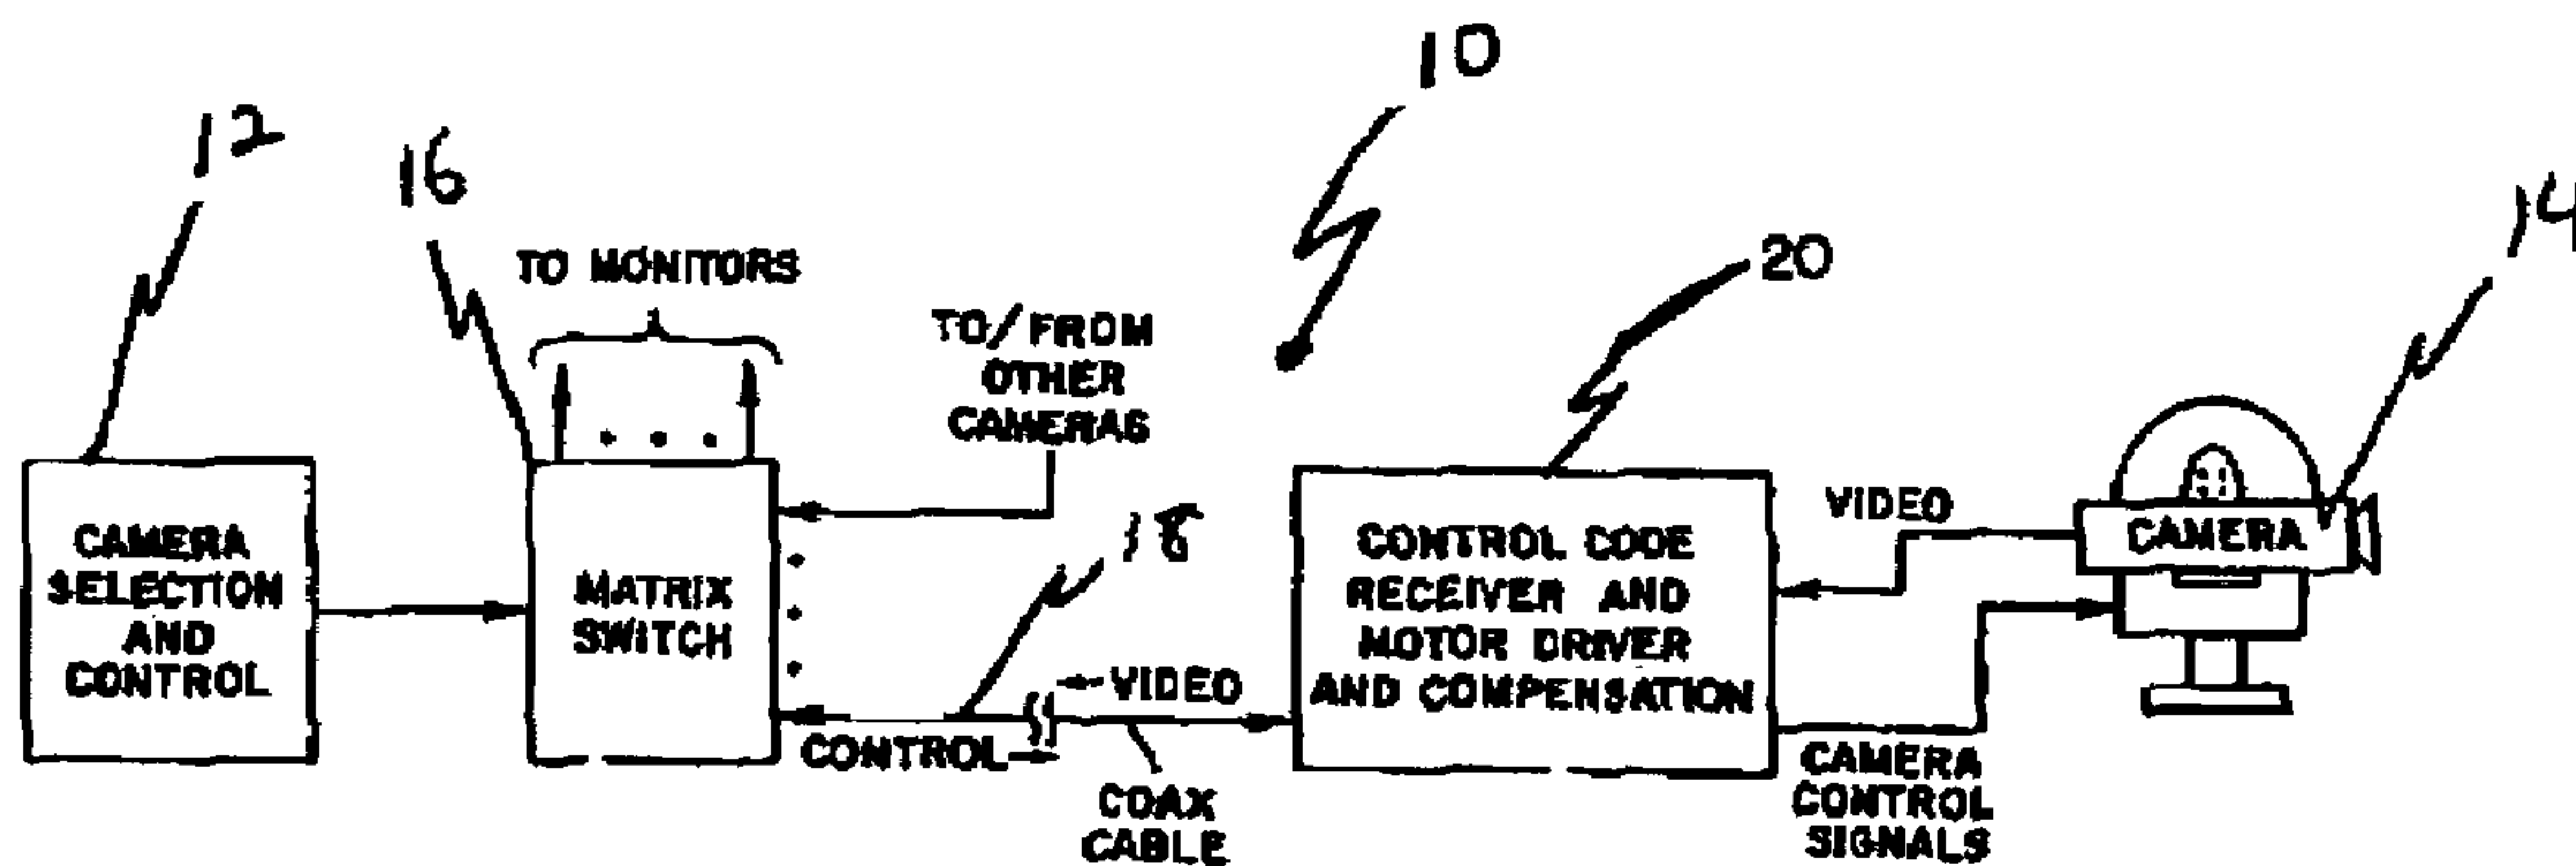 10
12
16
14
TO MONITORS
20
TO/FROM
OTHER
CAMERAS
CAMERA
SELECTION
AND
CONTROL
MATRIX
SWITCH
18
CONTROL CODE
RECEIVER AND
MOTOR DRIVER
AND COMPENSATION
VIDEO
CAMERA
VIDEO
CONTROL
COAX
CABLE
CAMERA
CONTROL
SIGNALS